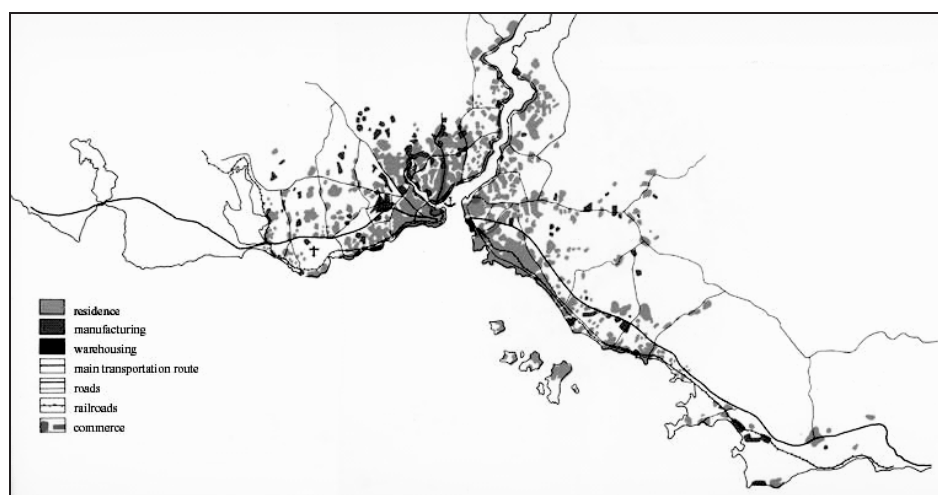 residence
manufacturing
warehousing
main transportation route
roads
railroads
commerce